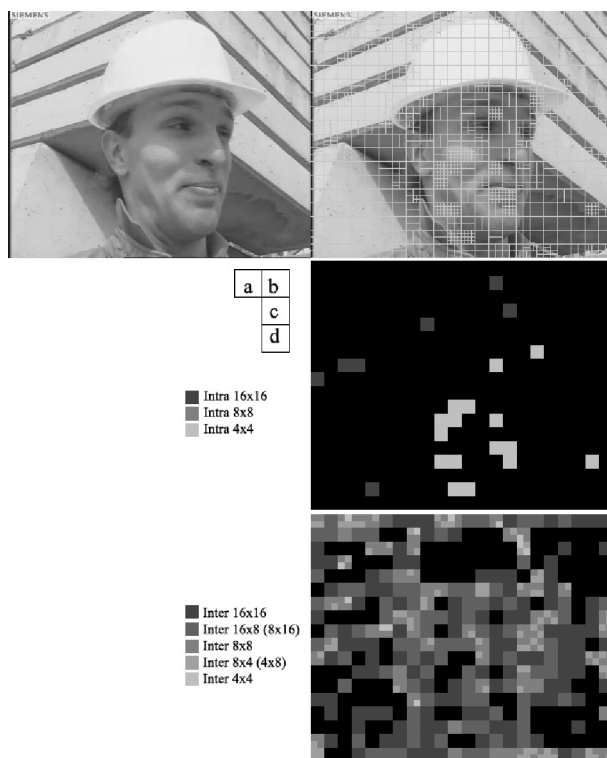 SIEMENS
SIEMENS
a b
c
d
Intra 16x16
Intra 8x8
Intra 4x4
Inter 16x16
Inter 16x8 (8x16)
Inter 8x8
Inter 8x4 (4x8)
Inter 4x4